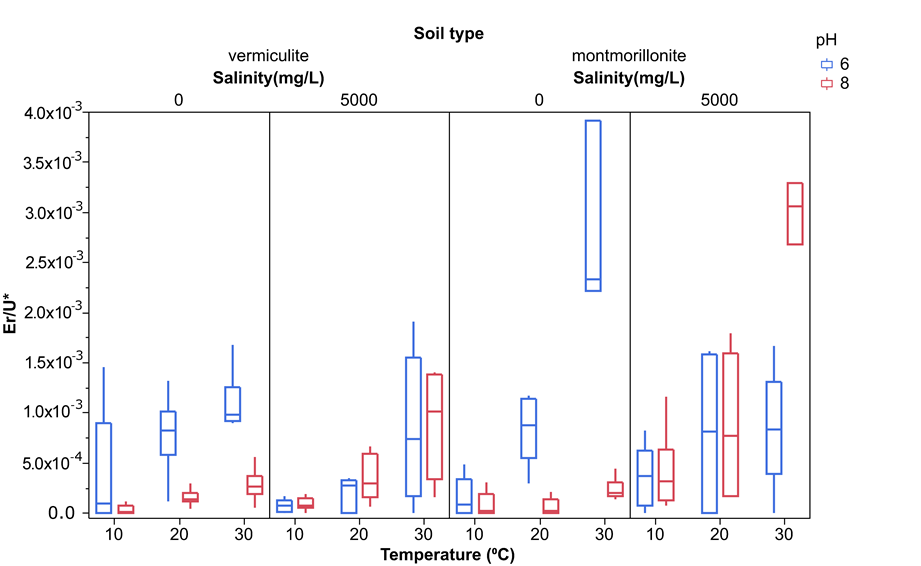 Soil type
vermiculite montmorillonite
Salinity(mg/L) Salinity(mg/L)
0 5000 0 5000
pH
6
8
4.0x10-3
3.5x10-3
3.0x10-3
2.5x10-3
2.0x10-3
1.5x10-3
1.0x10-3
5.0x10-4
0.0
Er/U*
10 20 30 10 20 30 10 20 30 10 20 30
Temperature (ºC)